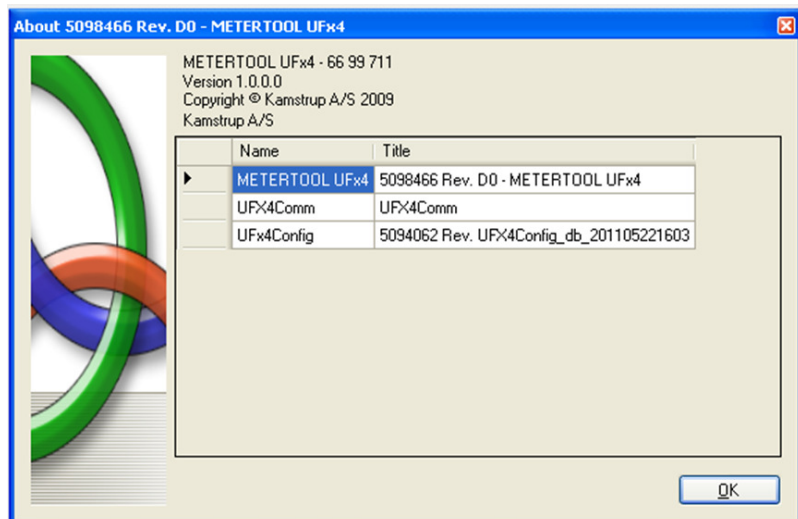 About 5098466 Rev. D0 - METERTOOL UFx4
METERTOOL UFx4 - 66 99 711
Version 1.0.0.0
Copyright © Kamstrup A/S 2009
Kamstrup A/S
Name Title
METERTOOL UFx4 5098466 Rev. D0 - METERTOOL UFx4
UFX4Comm UFX4Comm
UFx4Config 5094062 Rev. UFX4Config_db_201105221603
OK